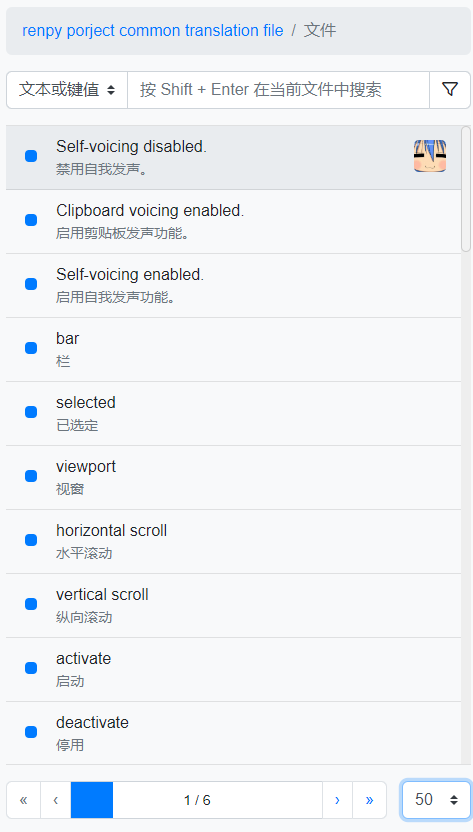 renpy porject common translation file / 文件
文本或键值 按 Shift + Enter 在当前文件中搜索
Self-voicing disabled.
禁用自我发声。
Clipboard voicing enabled.
启用剪贴板发声功能。
Self-voicing enabled.
启用自我发声功能。
bar
栏
selected
已选定
viewport
视窗
horizontal scroll
水平滚动
vertical scroll
纵向滚动
activate
启动
deactivate
停用
« ‹ 1 / 6 › » 50